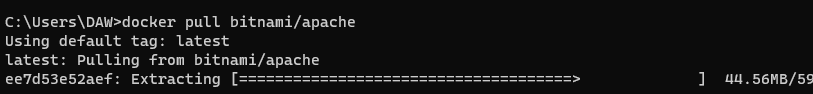 C:\Users\DAW>docker pull bitnami/apache
Using default tag: latest
latest: Pulling from bitnami/apache
ee7d53e52aef: Extracting [=====================================>             ]  44.56MB/59